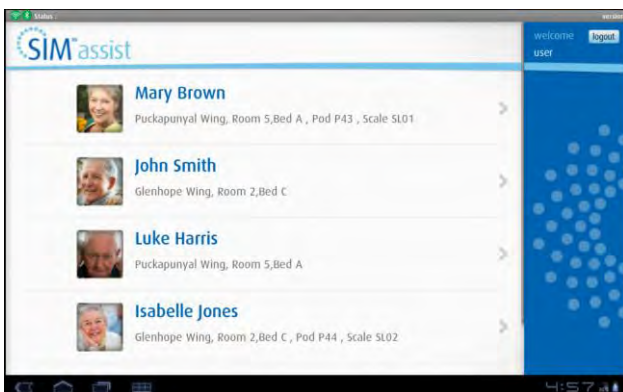 Status :
version
SIM™ assist
welcome
logout
user
Mary Brown
Puckapunyal Wing, Room 5,Bed A , Pod P43 , Scale SL01
John Smith
Glenhope Wing, Room 2,Bed C
Luke Harris
Puckapunyal Wing, Room 5,Bed A
Isabelle Jones
Glenhope Wing, Room 2,Bed C , Pod P44 , Scale SL02
4:57